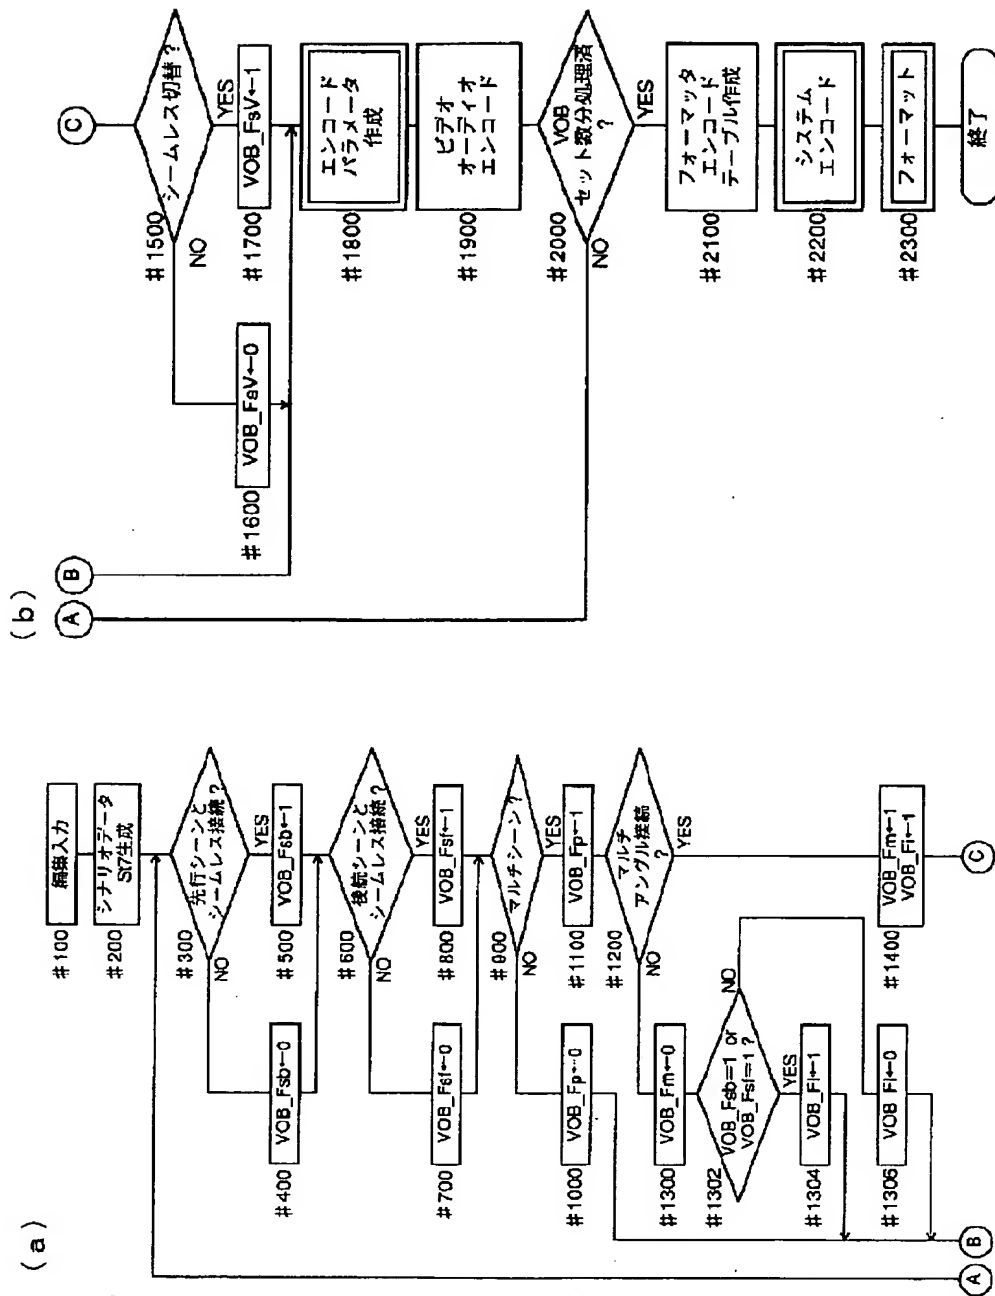 (a)
#100
編集入力
#200
シナリオデータ
St7生成
#300
先行シーンと
シームレス接続?
NO
YES
#400
VOB_Fsb←0
#500
VOB_Fsb←1
#600
後続シーンと
シームレス接続?
NO
YES
#700
VOB_Fsf←0
#800
VOB_Fsf←1
#900
マルチシーン?
NO
YES
#1000
VOB_Fp←0
#1100
VOB_Fp←1
#1200
マルチ
アングル接続
?
NO
YES
#1300
VOB_Fm←0
#1302
VOB_Fsb=1 or
VOB_Fsf=1 ?
NO
YES
#1304
VOB_Fi←1
#1306
VOB_Fi←0
#1400
VOB_Fm←1
VOB_Fi←1
A
B
C
(b)
A
B
C
#1500
シームレス切替?
NO
YES
#1600
VOB_FsV←0
#1700
VOB_FsV←1
#1800
エンコード
パラメータ
作成
#1900
ビデオ
オーディオ
エンコード
#2000
VOB
セット数分処理済
?
NO
YES
#2100
フォーマッタ
エンコード
テーブル作成
#2200
システム
エンコード
#2300
フォーマット
終了